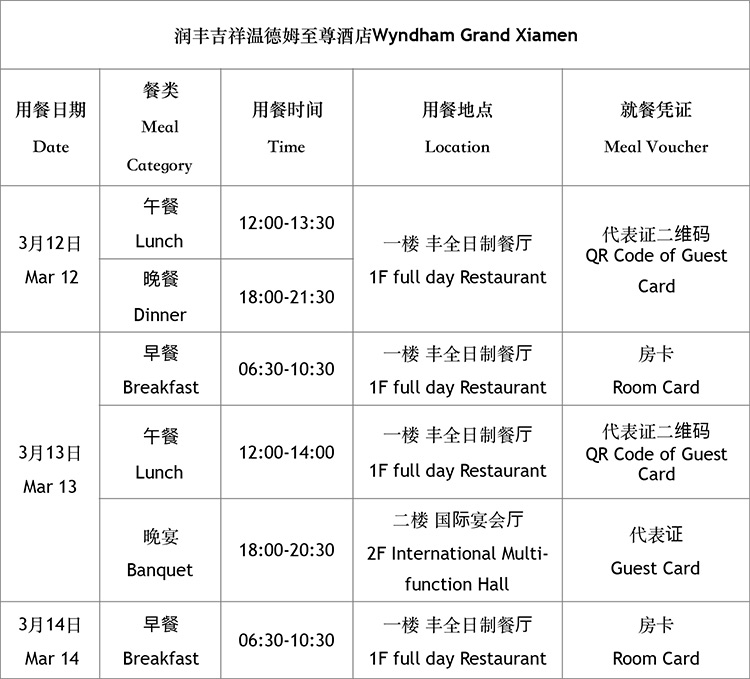 润丰吉祥温德姆至尊酒店Wyndham Grand Xiamen
用餐日期
Date
餐类
Meal
Category
用餐时间
Time
用餐地点
Location
就餐凭证
Meal Voucher
3月12日
Mar 12
午餐
Lunch
12:00-13:30
一楼 丰全日制餐厅
1F full day Restaurant
代表证二维码
QR Code of Guest
Card
晚餐
Dinner
18:00-21:30
3月13日
Mar 13
早餐
Breakfast
06:30-10:30
一楼 丰全日制餐厅
1F full day Restaurant
房卡
Room Card
午餐
Lunch
12:00-14:00
一楼 丰全日制餐厅
1F full day Restaurant
代表证二维码
QR Code of Guest
Card
晚宴
Banquet
18:00-20:30
二楼 国际宴会厅
2F International Multi-
function Hall
代表证
Guest Card
3月14日
Mar 14
早餐
Breakfast
06:30-10:30
一楼 丰全日制餐厅
1F full day Restaurant
房卡
Room Card